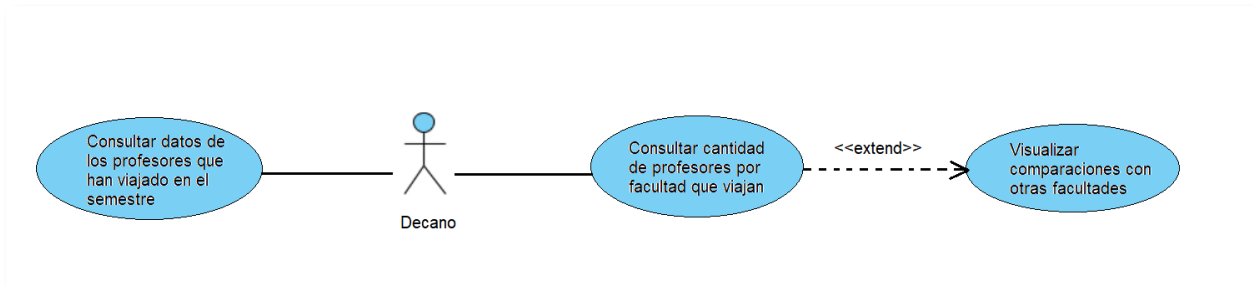 Consultar datos de
los profesores que
han viajado en el
semestre
Decano
Consultar cantidad
de profesores por
facultad que viajan
<<extend>>
Visualizar
comparaciones con
otras facultades